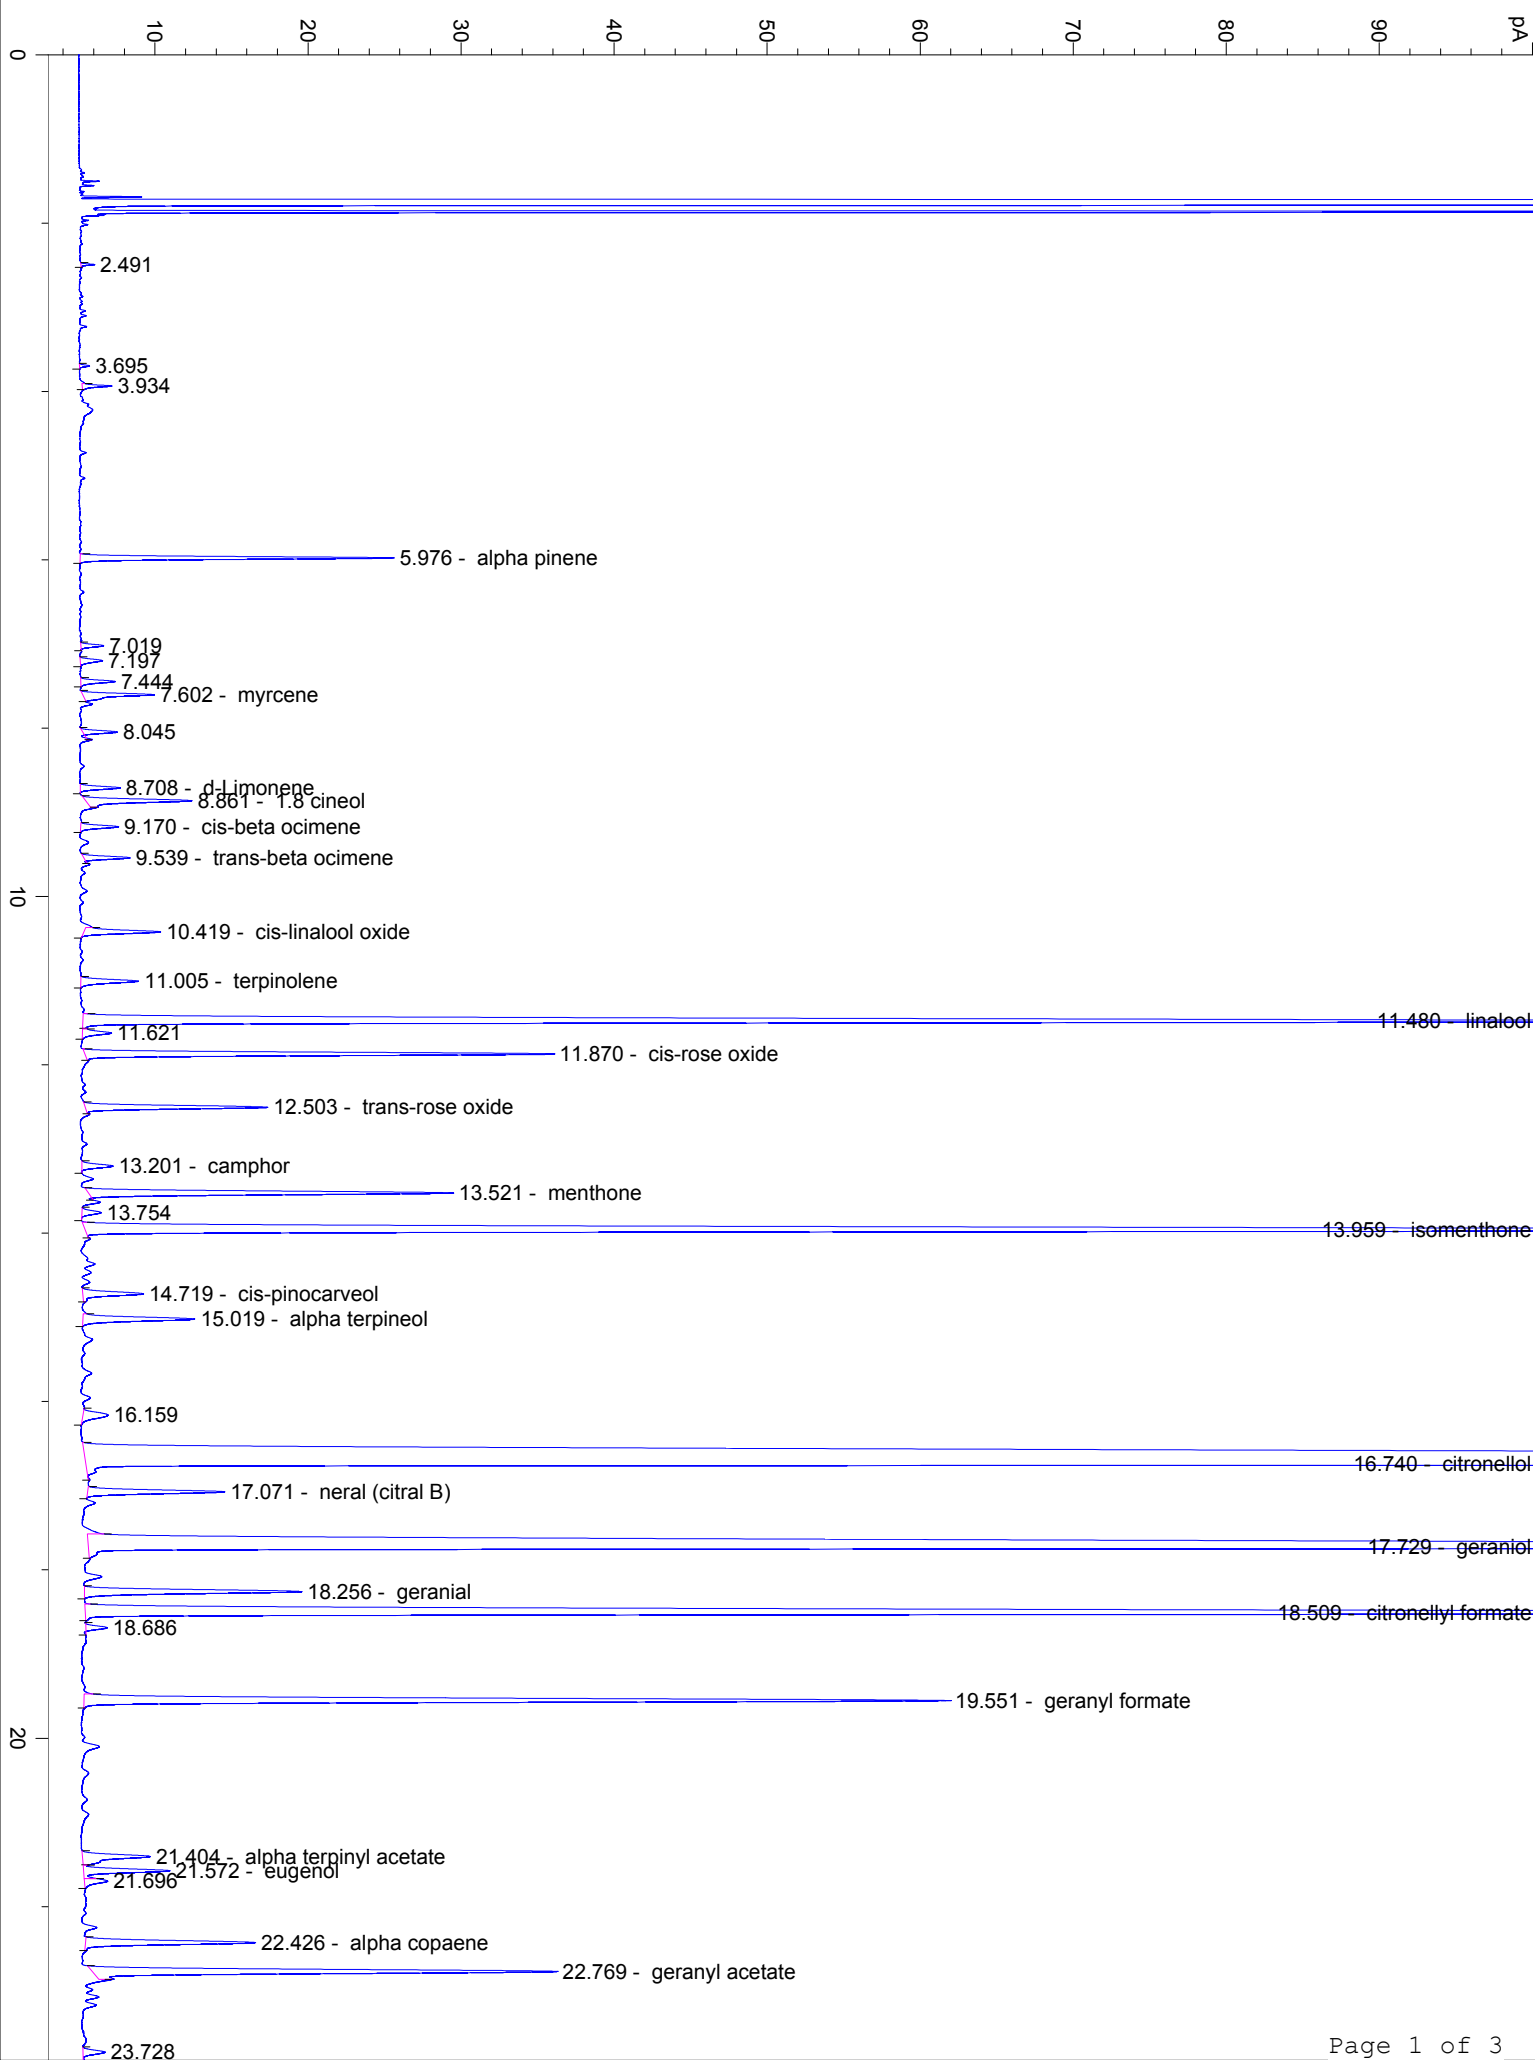 10
20
30
40
50
60
70
80
90
pA
0
2.491
3.695
3.934
5.976 - alpha pinene
7.019
7.197
7.444
7.602 - myrcene
8.045
8.708 - d-Limonene
8.861 - 1.8 cineol
9.170 - cis-beta ocimene
9.539 - trans-beta ocimene
10
10.419 - cis-linalool oxide
11.005 - terpinolene
11.480 - linalool
11.621
11.870 - cis-rose oxide
12.503 - trans-rose oxide
13.201 - camphor
13.521 - menthone
13.754
13.959 - isomenthone
14.719 - cis-pinocarveol
15.019 - alpha terpineol
16.159
16.740 - citronellol
17.071 - neral (citral B)
17.729 - geraniol
18.256 - geranial
18.509 - citronellyl formate
18.686
19.551 - geranyl formate
20
21.404 - alpha terpinyl acetate
21.572 - eugenol
21.696
22.426 - alpha copaene
22.769 - geranyl acetate
23.728
Page 1 of 3